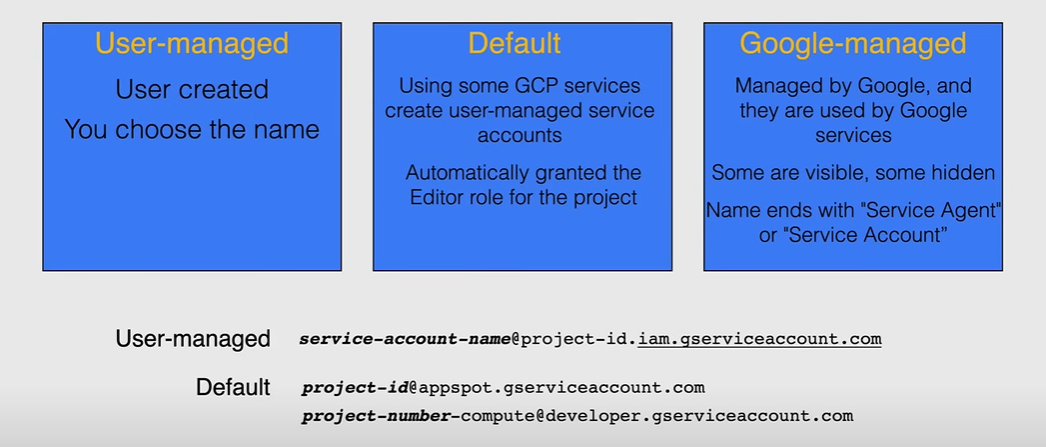 User-managed
User created
You choose the name
Default
Using some GCP services
create user-managed service
accounts
Automatically granted the
Editor role for the project
Google-managed
Managed by Google, and
they are used by Google
services
Some are visible, some hidden
Name ends with "Service Agent"
or "Service Account”
User-managed service-account-name@project-id.iam.gserviceaccount.com
Default project-id@appspot.gserviceaccount.com
project-number-compute@developer.gserviceaccount.com